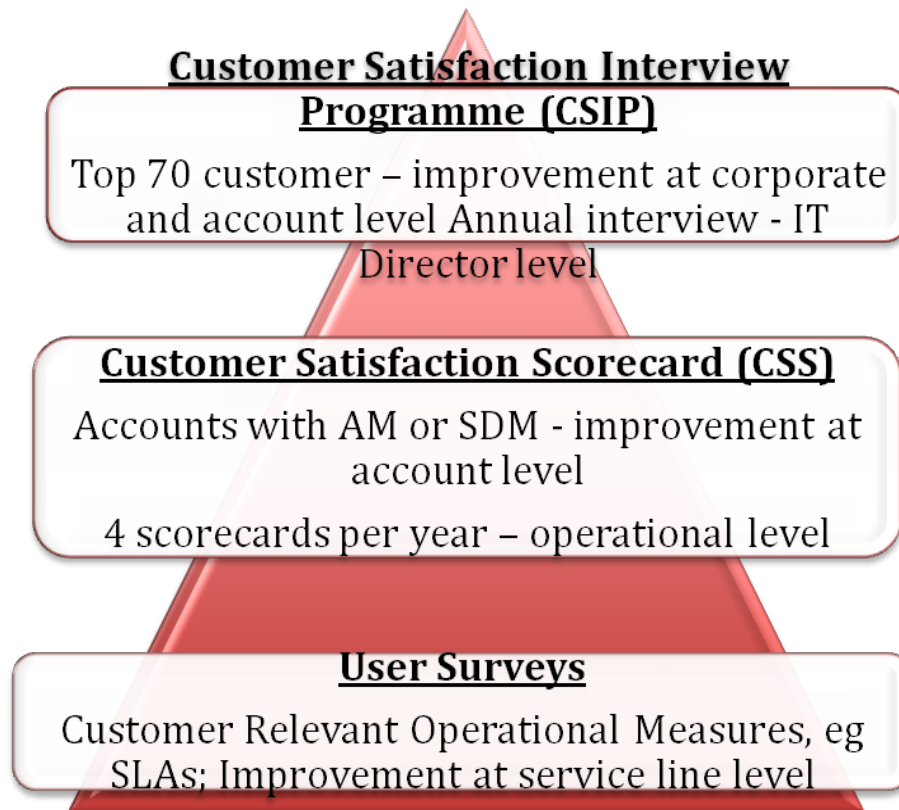 Customer Satisfaction Interview
Programme (CSIP)
Top 70 customer – improvement at corporate
and account level Annual interview - IT
Director level
Customer Satisfaction Scorecard (CSS)
Accounts with AM or SDM - improvement at
account level
4 scorecards per year – operational level
User Surveys
Customer Relevant Operational Measures, eg
SLAs; Improvement at service line level